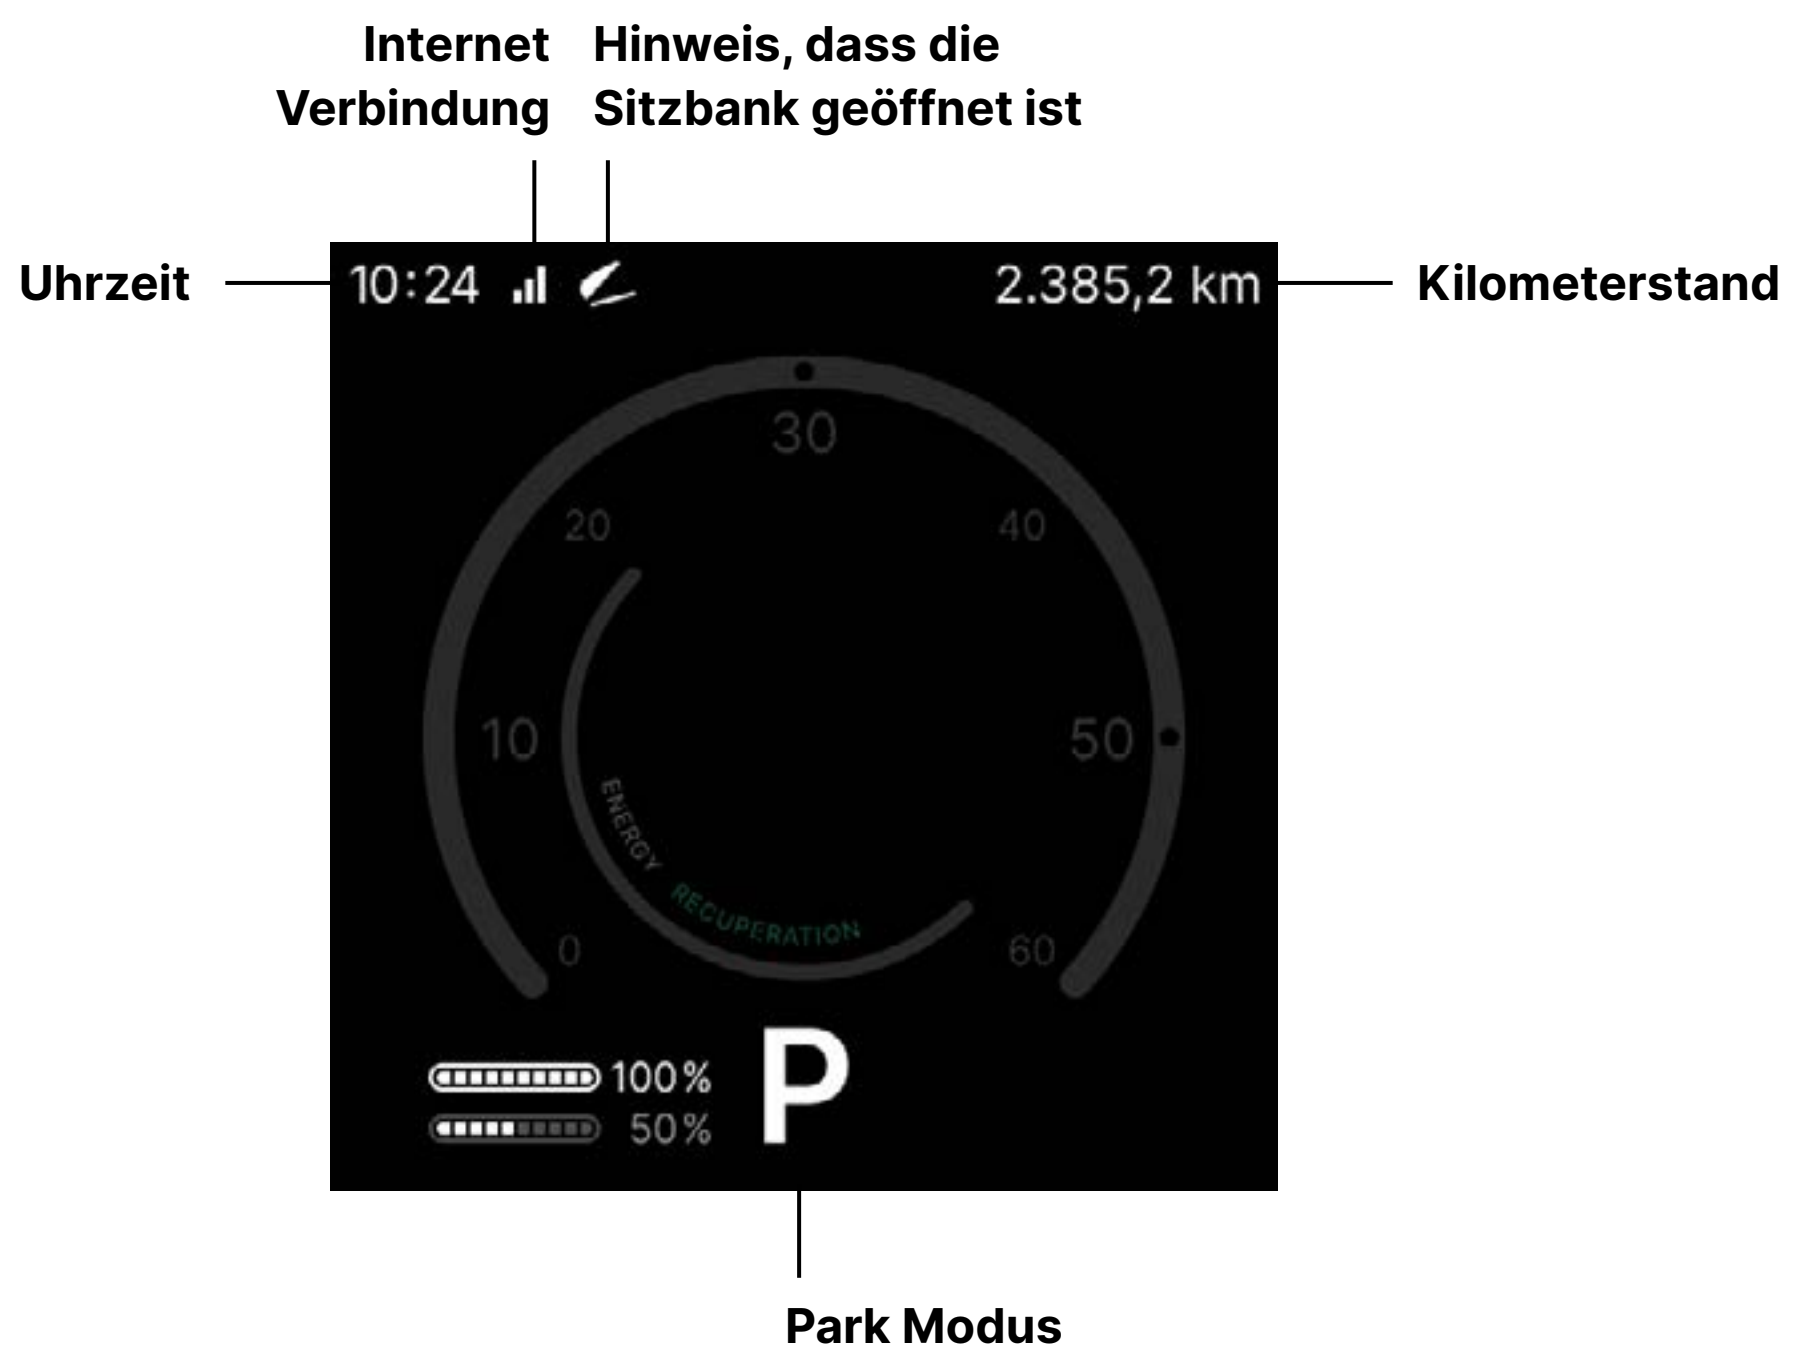 Internet
Verbindung
Hinweis, dass die
Sitzbank geöffnet ist
Uhrzeit
10:24
2.385,2 km
Kilometerstand
30
20
40
10
50
ENERGY
RECUPERATION
0
60
100%
50%
P
Park Modus